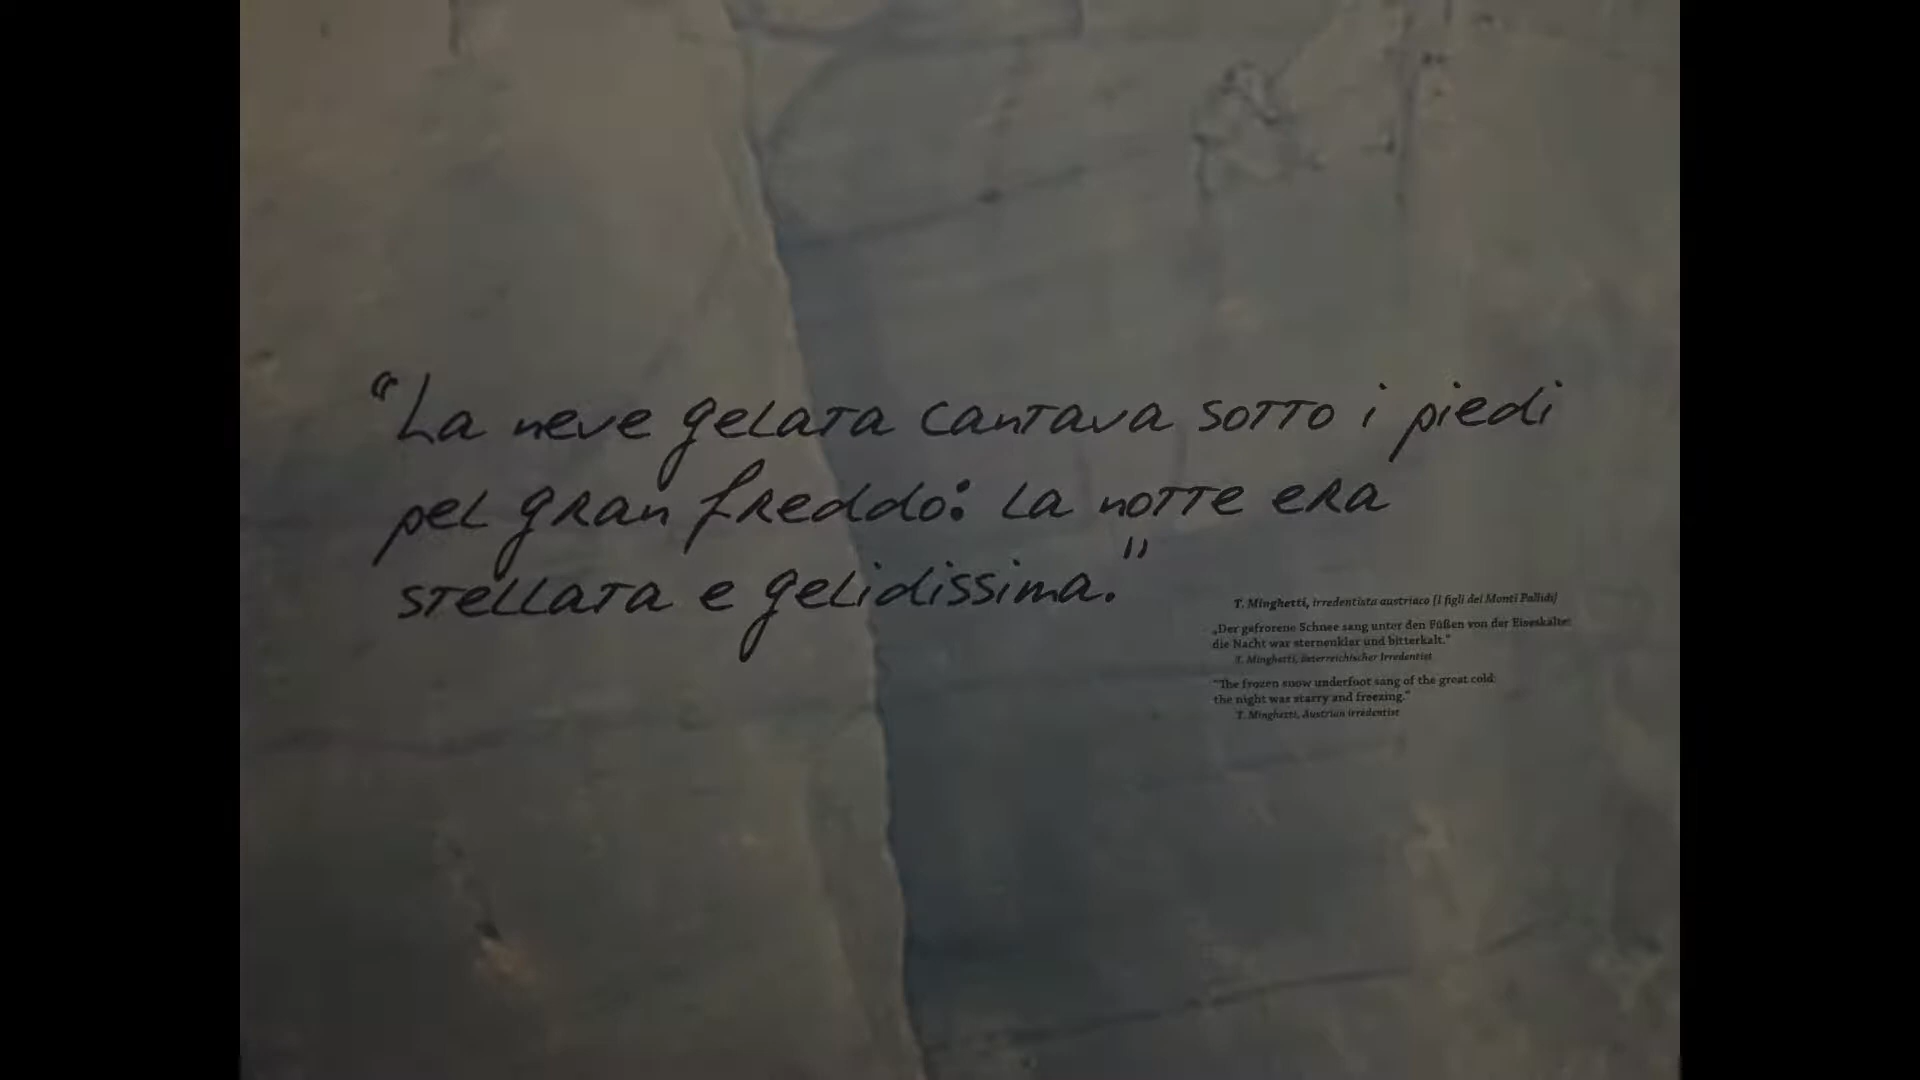 “La neve gelata cantava sotto i piedi
pel gran freddo: la notte era
stellata e gelidissima.”
T. Minghetti, irredentista austriaco [I figli dei Monti Pallidi]
„Der gefrorene Schnee sang unter den Füßen von der Eiseskälte:
die Nacht war sternenklar und bitterkalt.“
T. Minghetti, österreichischer Irredentist
“The frozen snow underfoot sang of the great cold:
the night was starry and freezing.”
T. Minghetti, Austrian irredentist